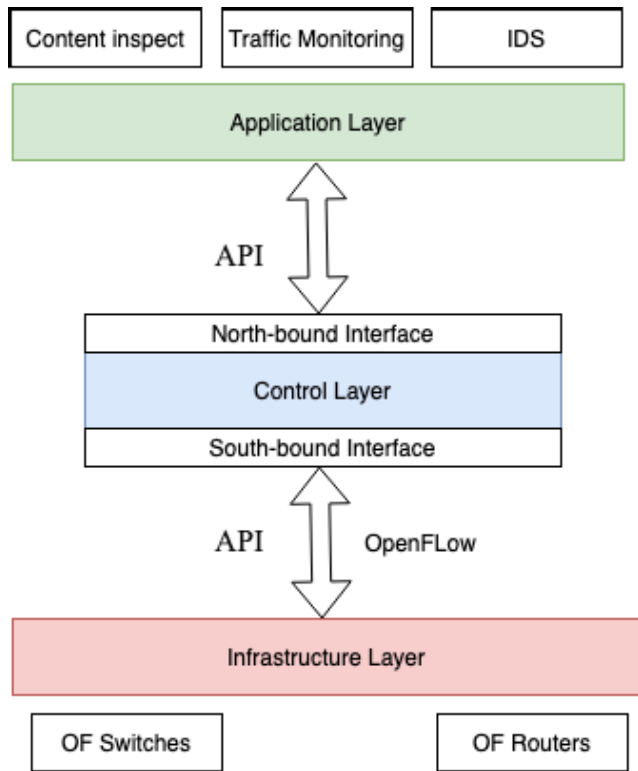 Content inspect
Traffic Monitoring
IDS
Application Layer
API
North-bound Interface
Control Layer
South-bound Interface
API
OpenFLow
Infrastructure Layer
OF Switches
OF Routers